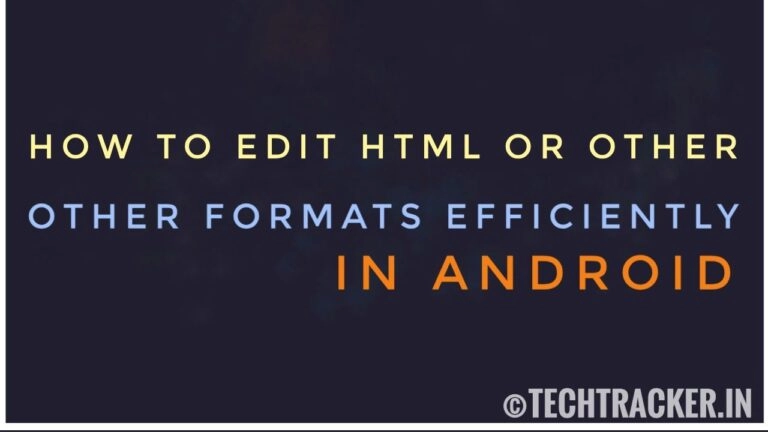 HOW TO EDIT HTML OR OTHER
OTHER FORMATS EFFICIENTLY
IN ANDROID
©TECHTRACKER.IN